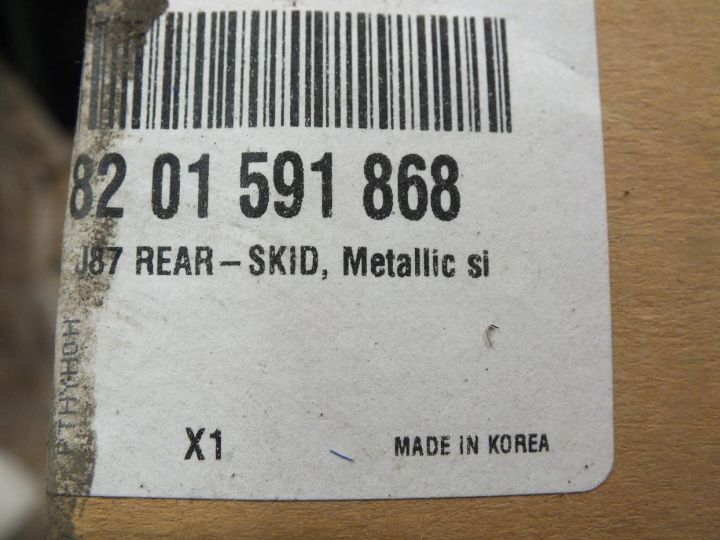 82 01 591 868
J87 REAR–SKID, Metallic si
X1
MADE IN KOREA